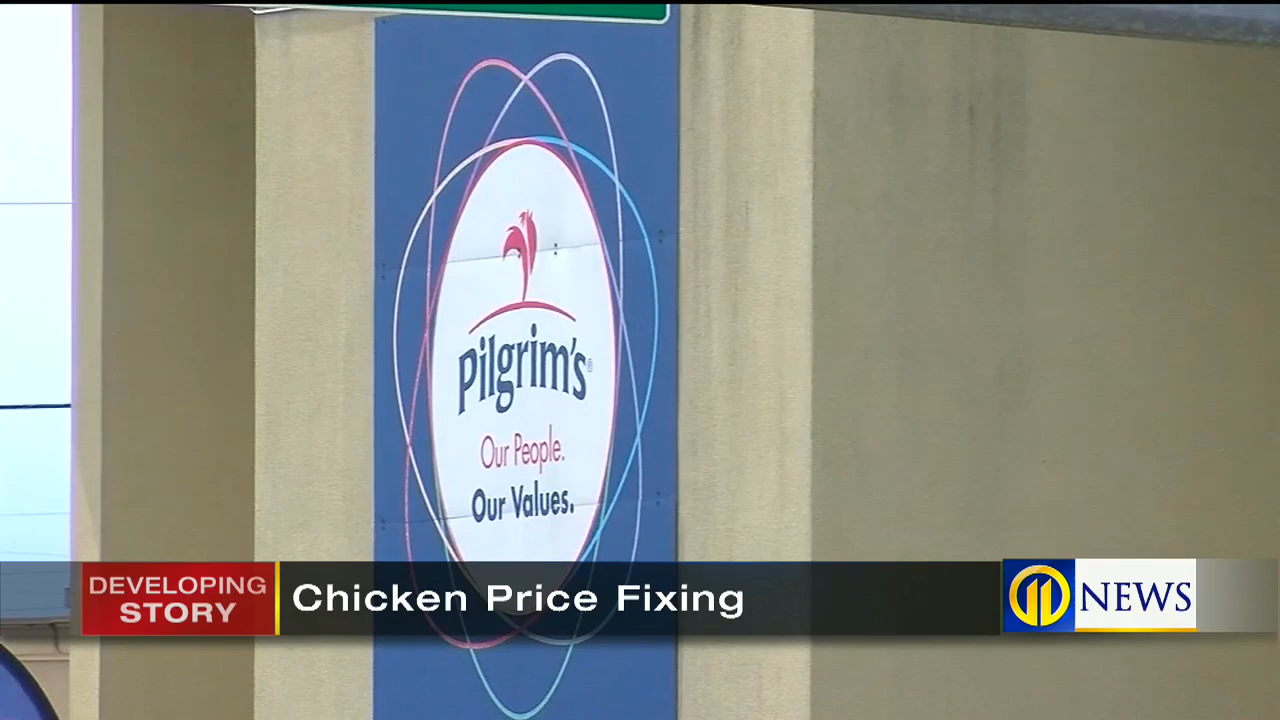 Pilgrim's®
Our People.
Our Values.
DEVELOPING
STORY
Chicken Price Fixing
11 NEWS